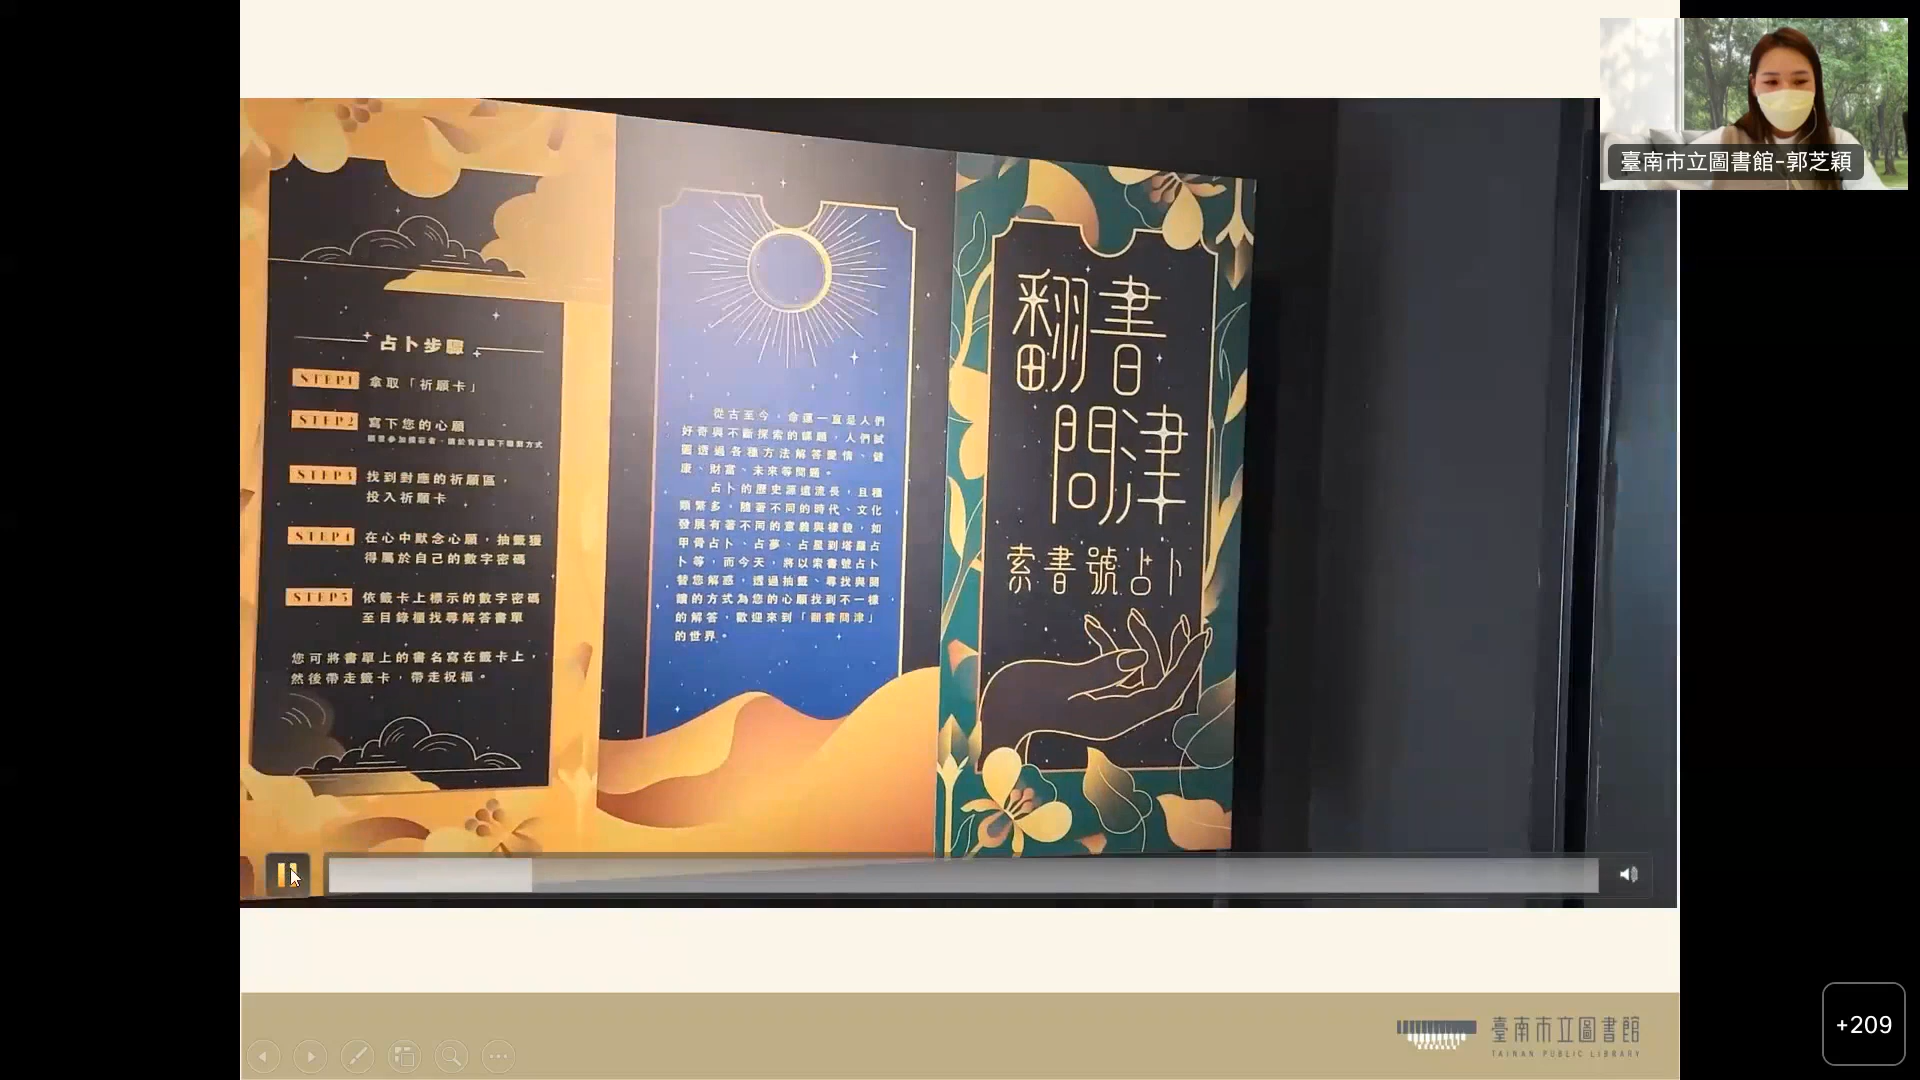 臺南市立圖書館-郭芝穎
占卜步驟
STEP1 拿取「祈願卡」
STEP2 寫下您的心願
STEP3 找到對應的祈願區，
投入祈願卡
STEP4 在心中默念心願，抽籤獲
得屬於自己的數字密碼
STEP5 依籤卡上標示的數字密碼
至目錄櫃找尋解答書單
您可將書單上的書名寫在籤卡上，
然後帶走籤卡，帶走祝福。
從古至今，命運一直是人們
好奇與不斷探索的課題，人們試
圖透過各種方法解答愛情、健
康、財富、未來等問題。
占卜的歷史源遠流長，且種
類繁多，隨著不同的時代、文化
發展有著不同的意義與樣貌，如
甲骨占卜、占夢、占星到塔羅占
卜等，而今天，將以索書號占卜
替您解惑，透過抽籤、尋找與閱
讀的方式為您的心願找到不一樣
的解答，歡迎來到「翻書問津」
的世界。
翻書
問津
索書號占卜
臺南市立圖書館
TAINAN PUBLIC LIBRARY
+209